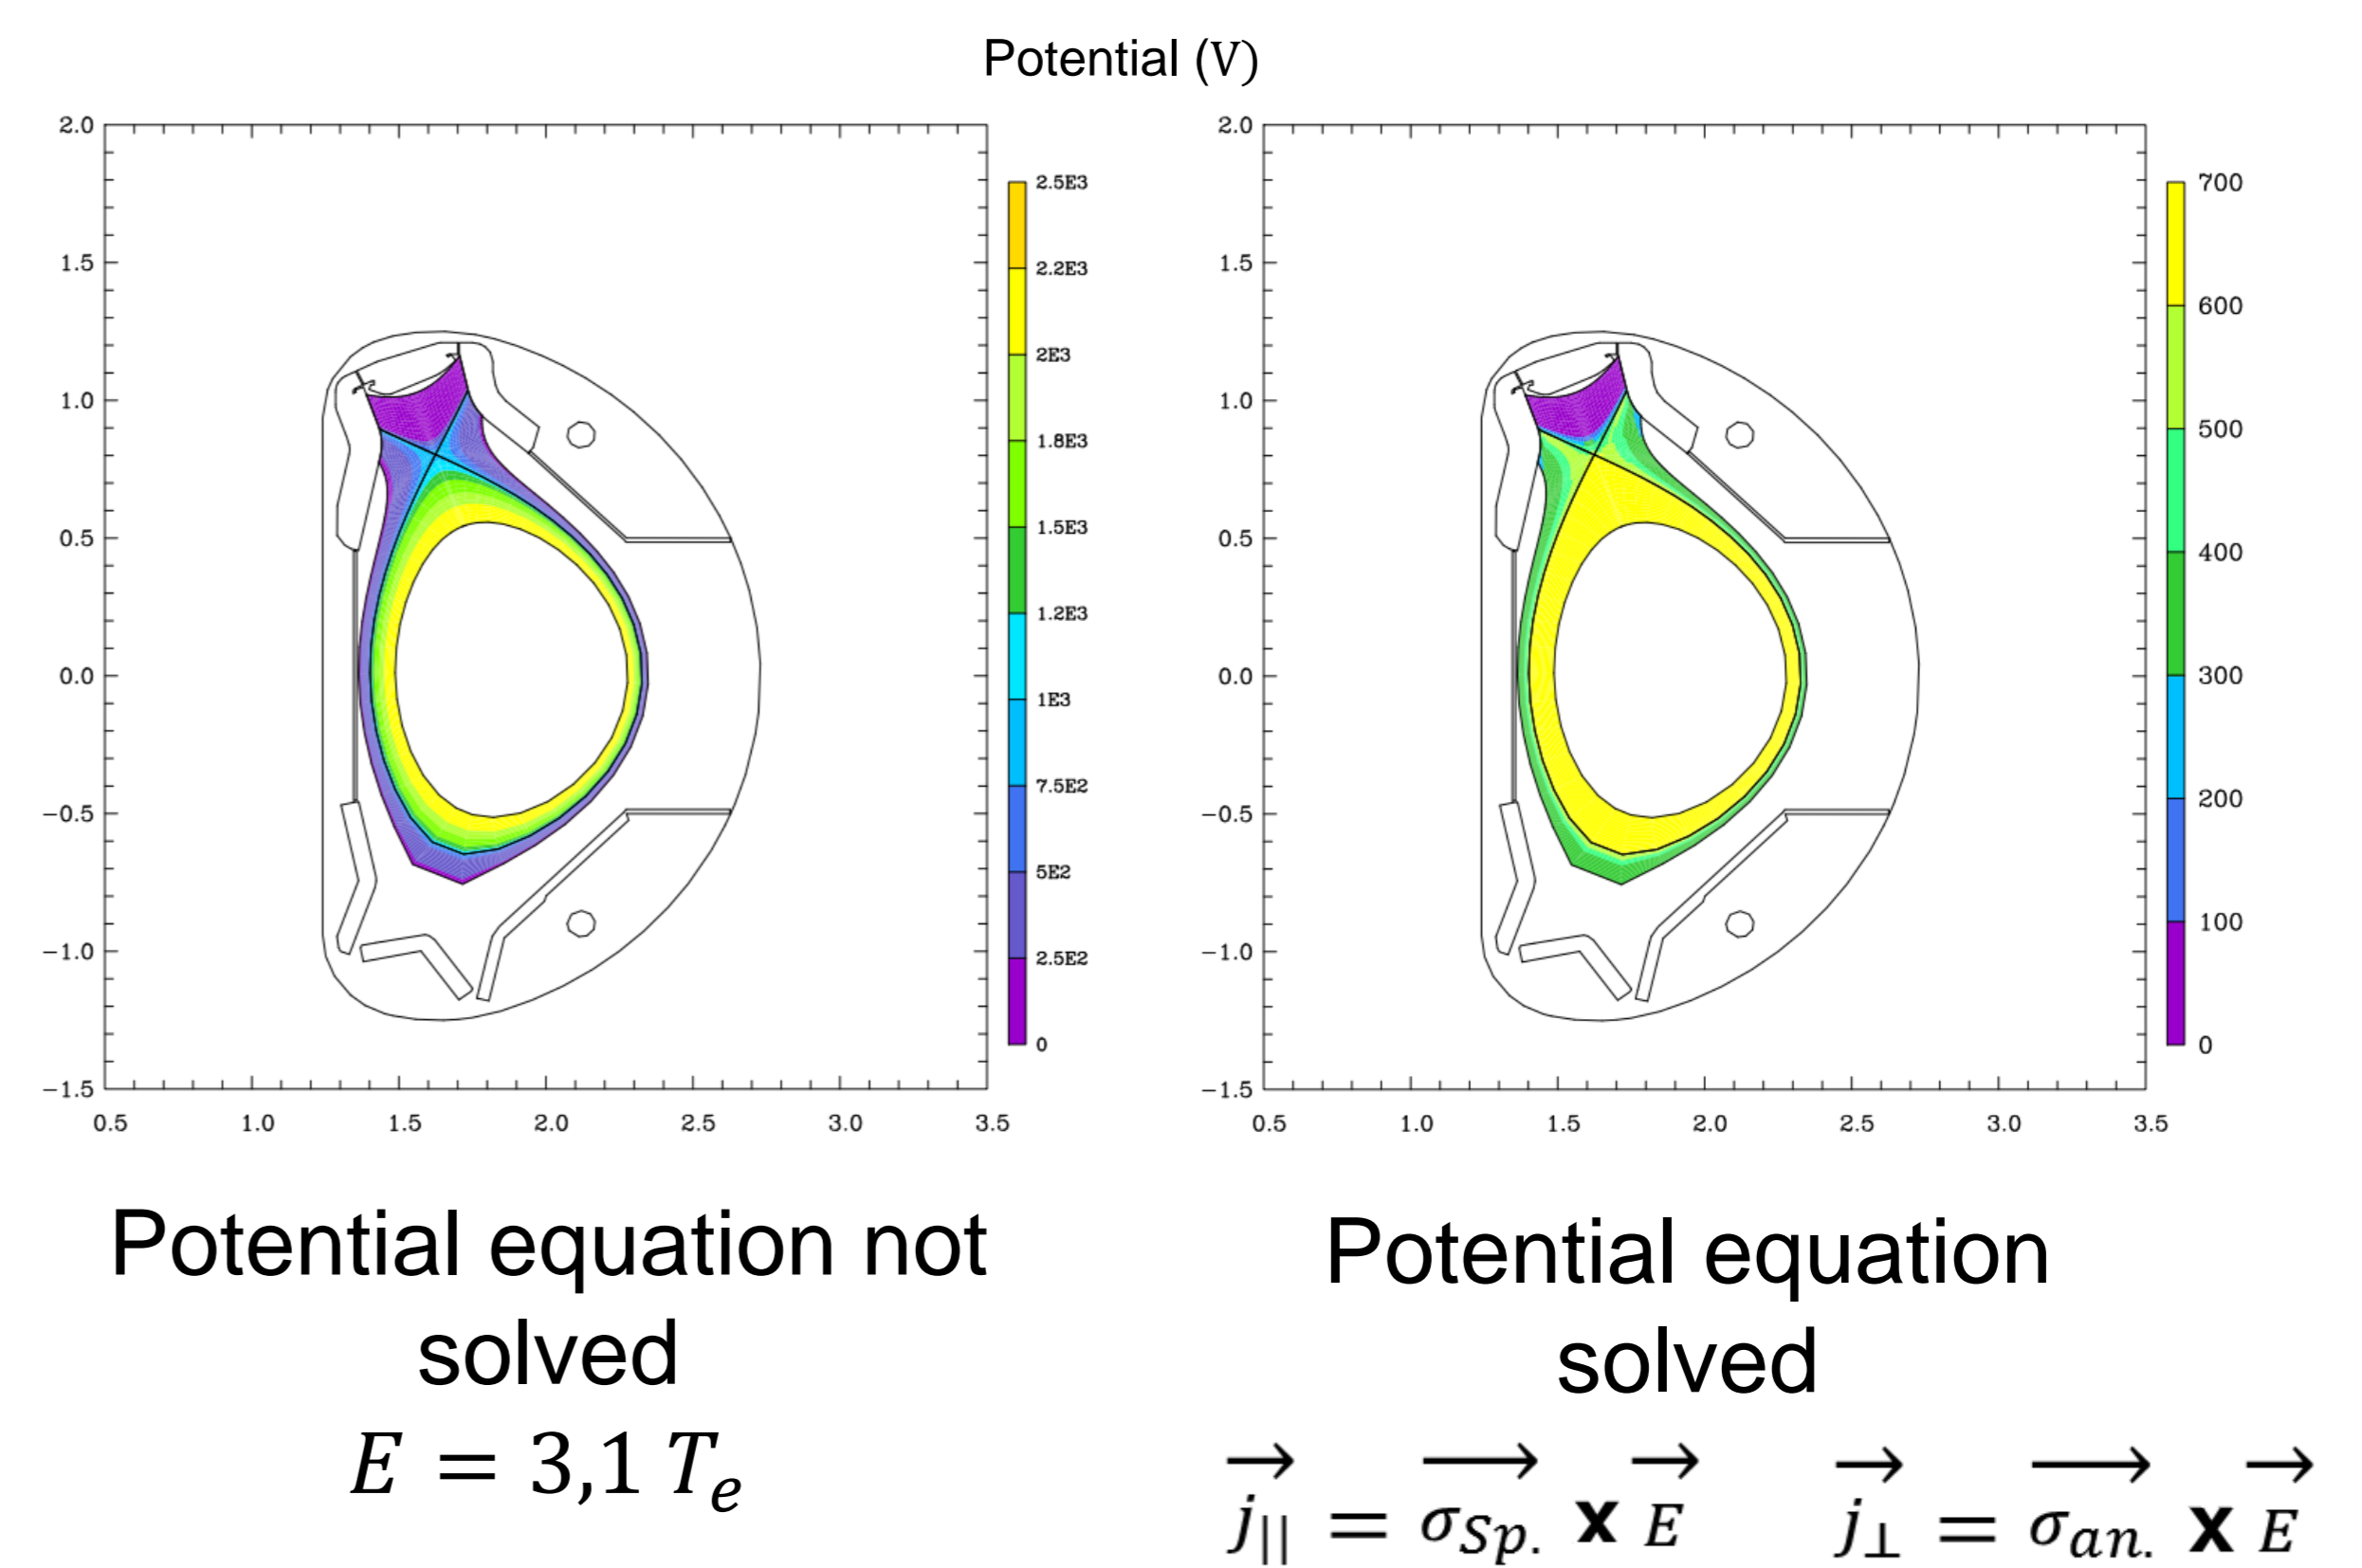 Potential (V)
2.0
1.5
1.0
0.5
0.0
−0.5
−1.0
−1.5
0.5 1.0 1.5 2.0 2.5 3.0 3.5
2.5E3
2.2E3
2E3
1.8E3
1.5E3
1.2E3
1E3
7.5E2
5E2
2.5E2
0
2.0
1.5
1.0
0.5
0.0
−0.5
−1.0
−1.5
0.5 1.0 1.5 2.0 2.5 3.0 3.5
700
600
500
400
300
200
100
0
Potential equation not
solved
E = 3,1 Tₑ
Potential equation
solved
j→_|| = σ_Sp.→ x E→ j→_⊥ = σ_an.→ x E→